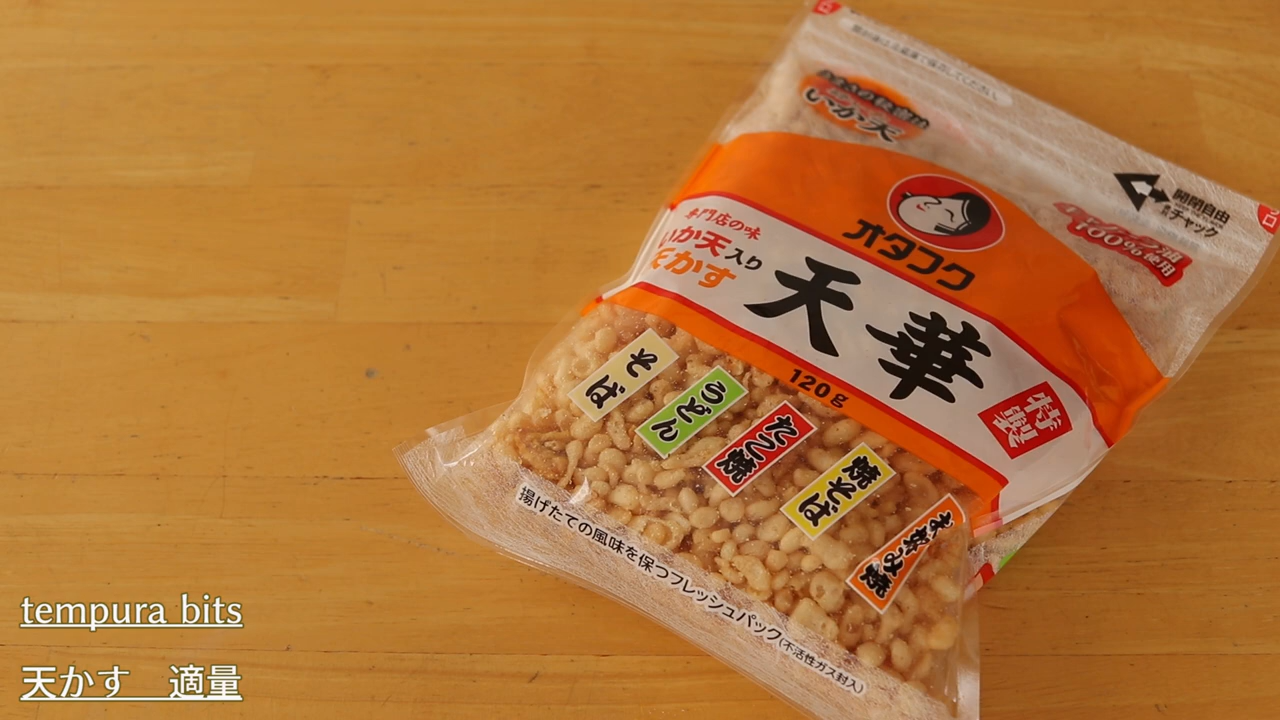 いか天
開閉自由
チャック
100%使用
オタフク
専門店の味
いか天入り
天かす
天華
特製
120g
そば
うどん
たこ焼
焼そば
お好み焼
揚げたての風味を保つフレッシュパック(不活性ガス封入)
tempura bits
天かす　適量